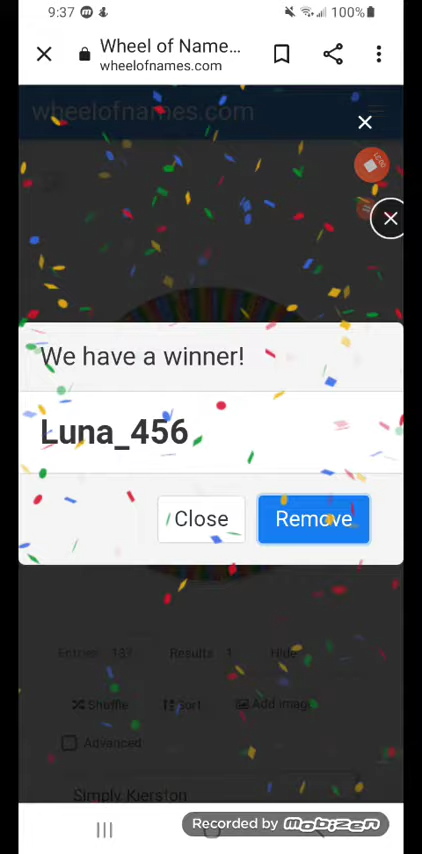 9:37
100%
Wheel of Name...
wheelofnames.com
wheelofnames.com
We have a winner!
Luna_456
Close
Remove
Entries
Results 1
Hide
Shuffle
Sort
Add image
Advanced
Simply Kierston
Recorded by mobizen